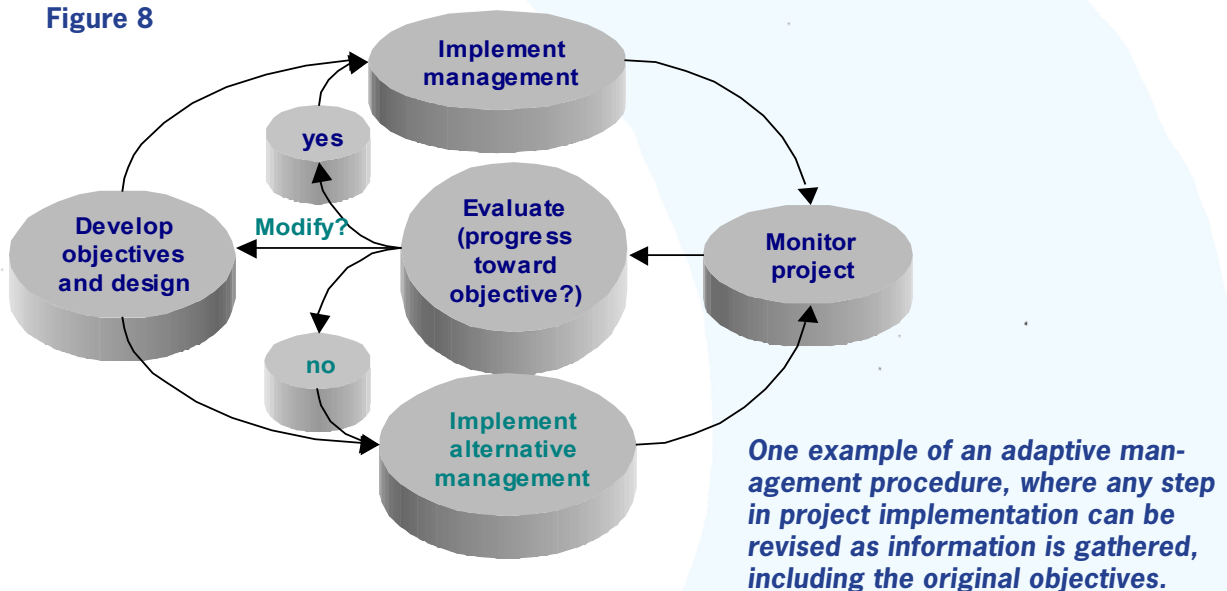 Figure 8
Implement
management
yes
Develop
objectives
and design
Modify?
Evaluate
(progress
toward
objective?)
Monitor
project
no
Implement
alternative
management
One example of an adaptive man-
agement procedure, where any step
in project implementation can be
revised as information is gathered,
including the original objectives.